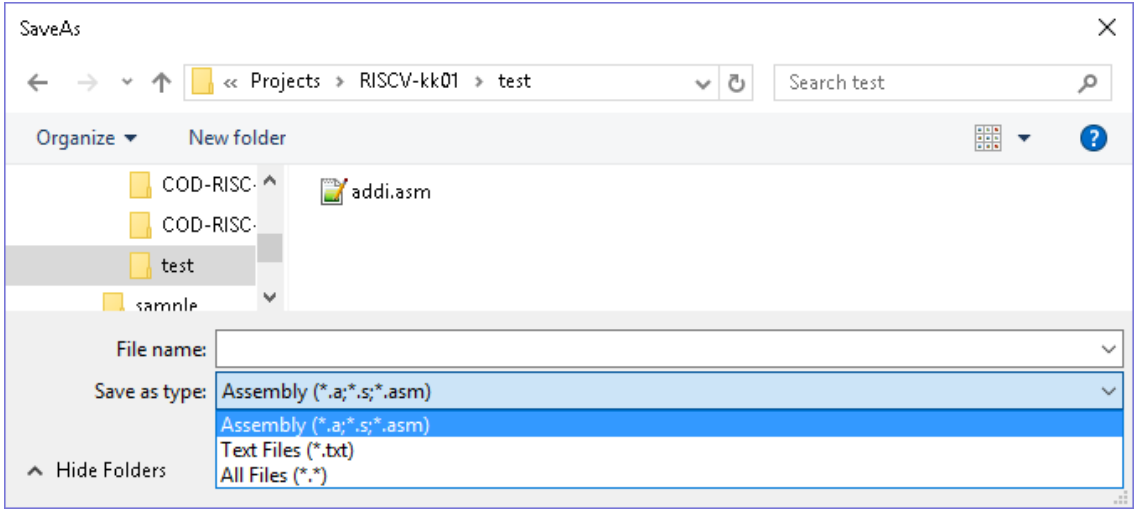 SaveAs
« Projects > RISCV-kk01 > test
Search test
Organize
New folder
COD-RISC-
COD-RISC-
test
sample
addi.asm
File name:
Save as type: Assembly (*.a;*.s;*.asm)
Assembly (*.a;*.s;*.asm)
Text Files (*.txt)
All Files (*.*)
Hide Folders